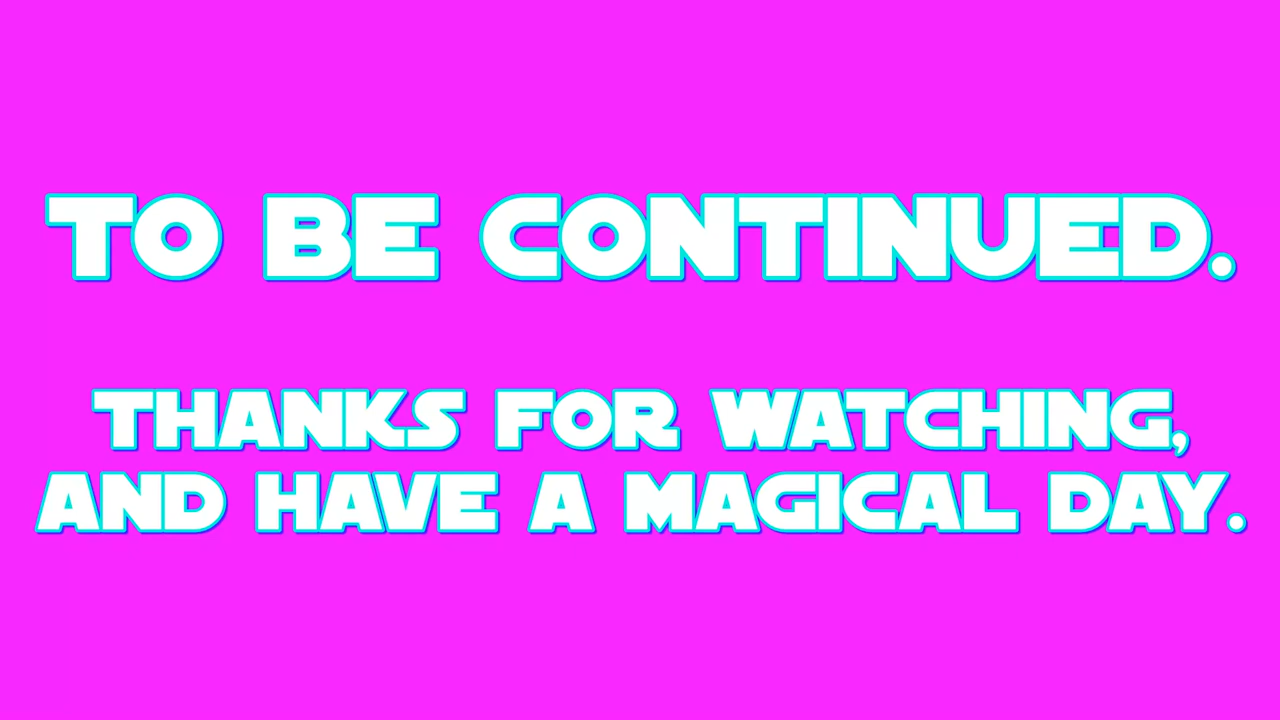 TO BE CONTINUED.
THANKS FOR WATCHING,
AND HAVE A MAGICAL DAY.